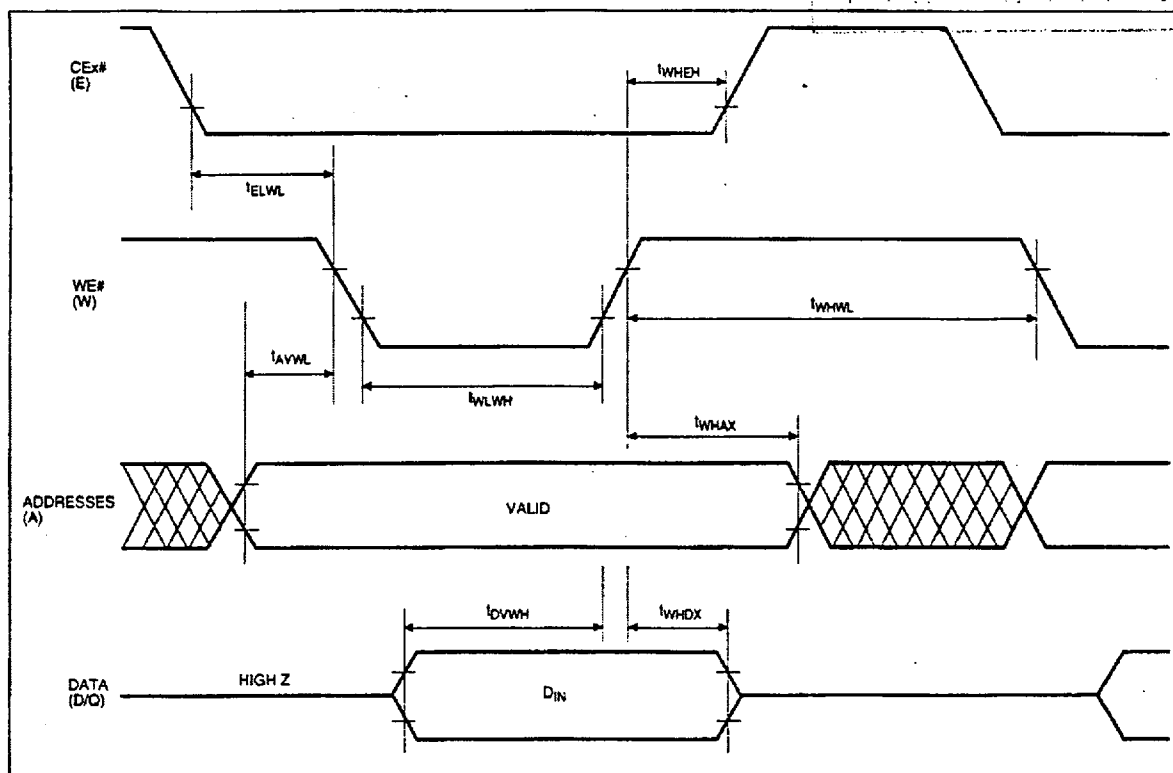 CEx#
(E)
tWHEH
tELWL
WE#
(W)
tWHWL
tAVWL
tWLWH
tWHAX
ADDRESSES
(A)
VALID
tDVWH
tWHDX
DATA
(D/Q)
HIGH Z
DIN